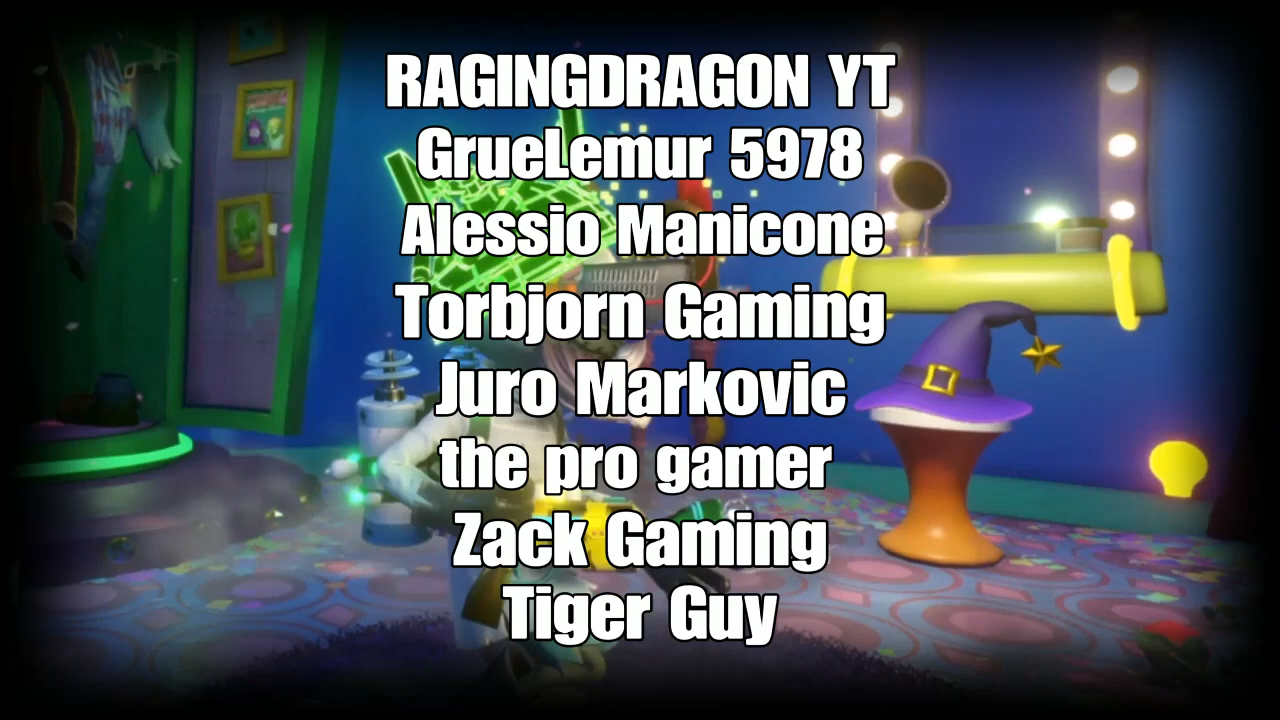 RAGINGDRAGON YT
GrueLemur 5978
Alessio Manicone
Torbjorn Gaming
Juro Markovic
the pro gamer
Zack Gaming
Tiger Guy